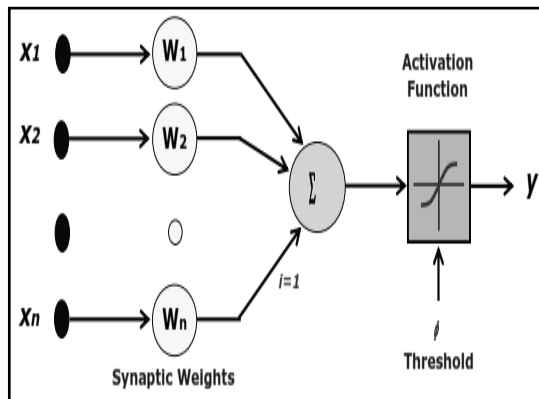 X1
W1
Activation
Function
X2
W2
Σ
y
i=1
Xn
Wn
ϕ
Threshold
Synaptic Weights